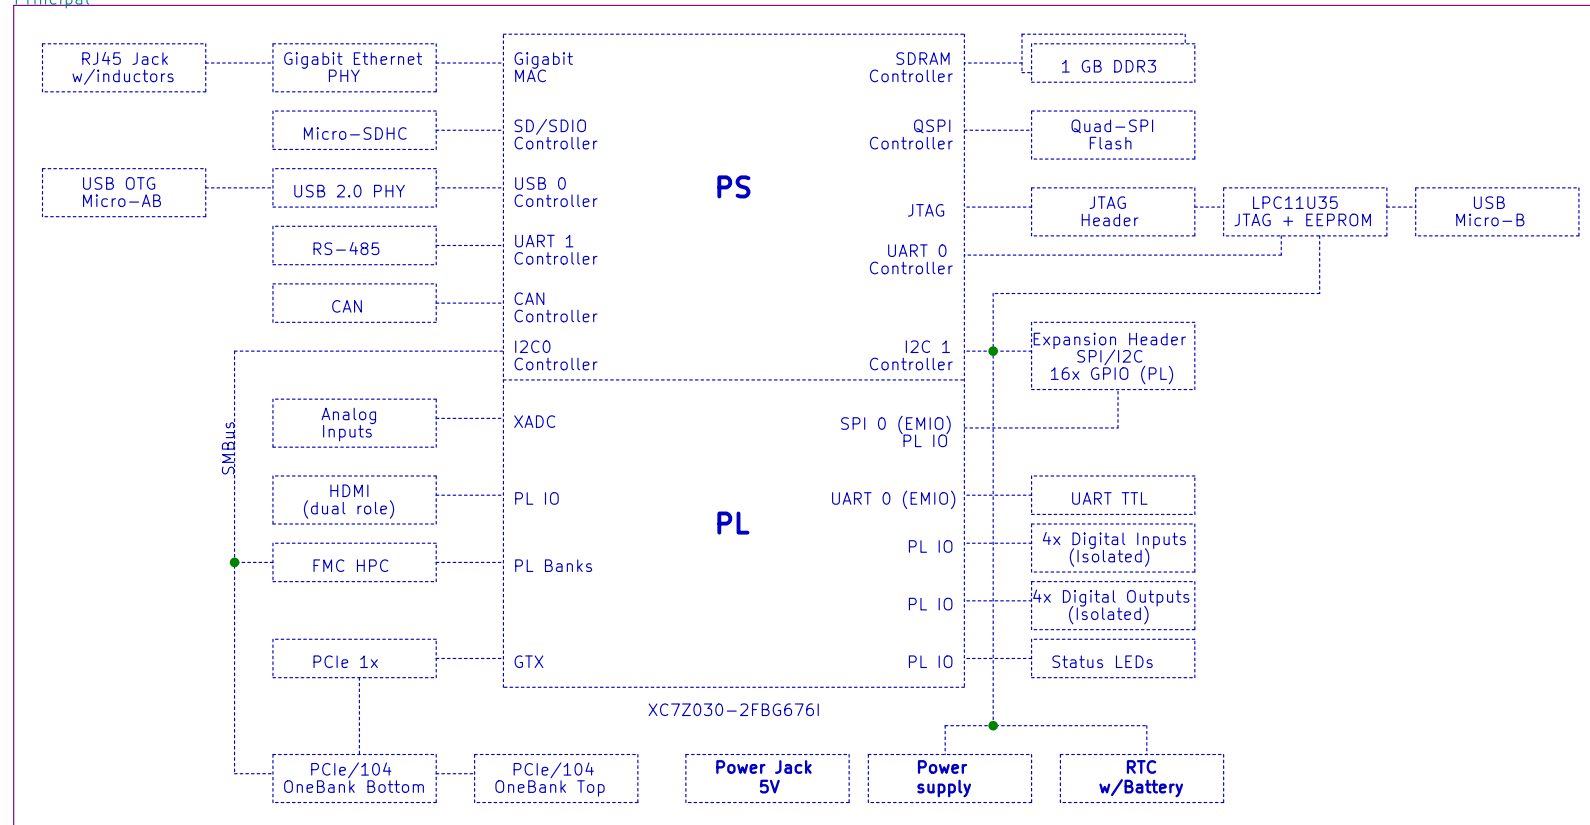 Principal
RJ45 Jack
w/inductors
Gigabit Ethernet
PHY
Gigabit
MAC
SDRAM
Controller
1 GB DDR3
Micro-SDHC
SD/SDIO
Controller
QSPI
Controller
Quad-SPI
Flash
USB OTG
Micro-AB
USB 2.0 PHY
USB 0
Controller
PS
JTAG
JTAG
Header
LPC11U35
JTAG + EEPROM
USB
Micro-B
RS-485
UART 1
Controller
UART 0
Controller
CAN
CAN
Controller
I2C0
Controller
I2C 1
Controller
Expansion Header
SPI/I2C
16x GPIO (PL)
SMBus
Analog
Inputs
XADC
SPI 0 (EMIO)
PL IO
HDMI
(dual role)
PL IO
PL
UART 0 (EMIO)
UART TTL
PL IO
4x Digital Inputs
(Isolated)
FMC HPC
PL Banks
PL IO
4x Digital Outputs
(Isolated)
PCIe 1x
GTX
PL IO
Status LEDs
XC7Z030-2FBG676I
PCIe/104
OneBank Bottom
PCIe/104
OneBank Top
Power Jack
5V
Power
supply
RTC
w/Battery